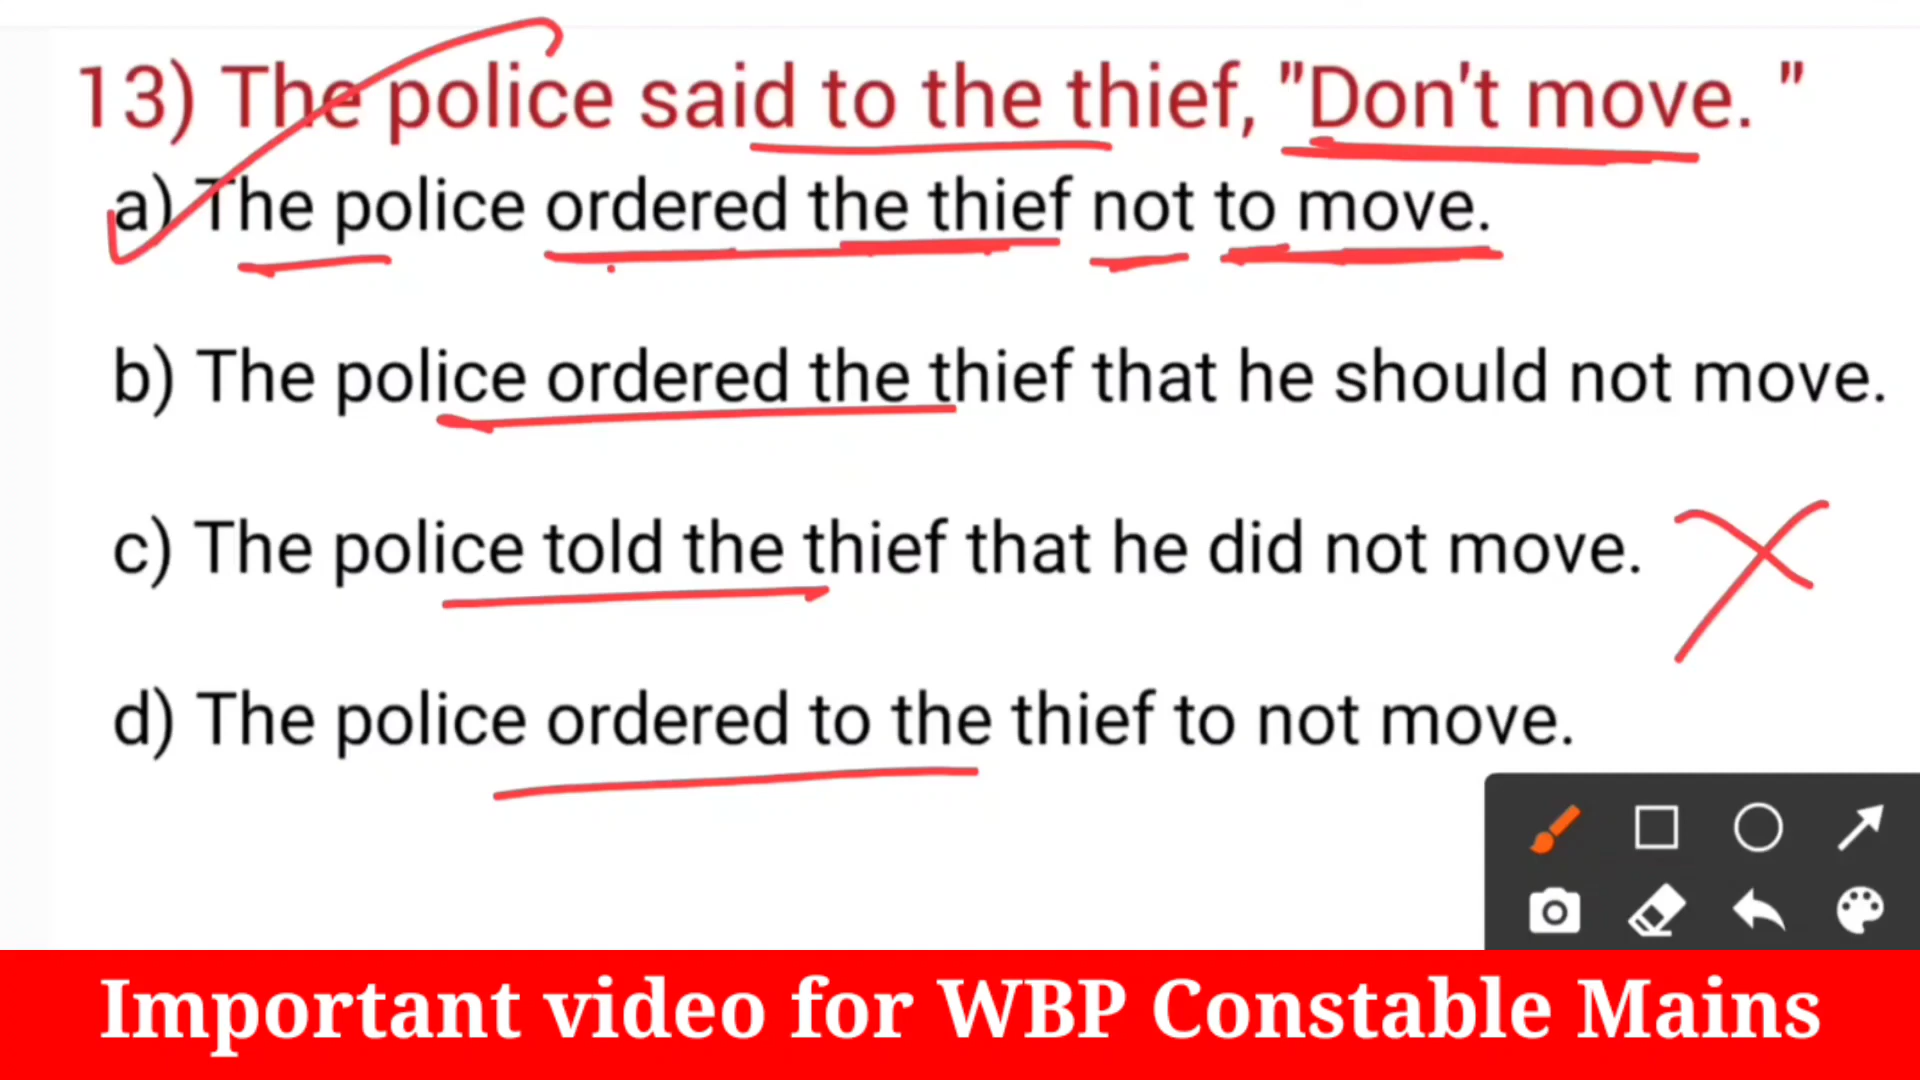 13) The police said to the thief, "Don't move. "
a) The police ordered the thief not to move.
b) The police ordered the thief that he should not move.
c) The police told the thief that he did not move.
d) The police ordered to the thief to not move.
Important video for WBP Constable Mains